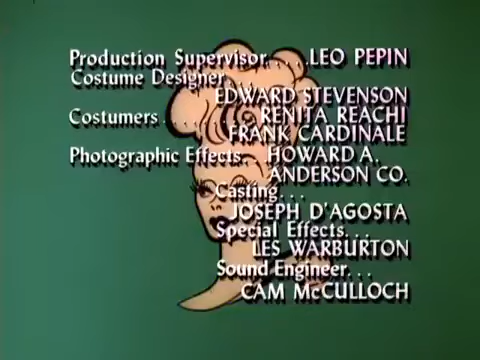 Production Supervisor.....LEO PEPIN
Costume Designer...
EDWARD STEVENSON
Costumers..... RENITA REACHI
FRANK CARDINALE
Photographic Effects. HOWARD A.
ANDERSON CO.
Casting...
JOSEPH D'AGOSTA
Special Effects...
LES WARBURTON
Sound Engineer...
CAM McCULLOCH